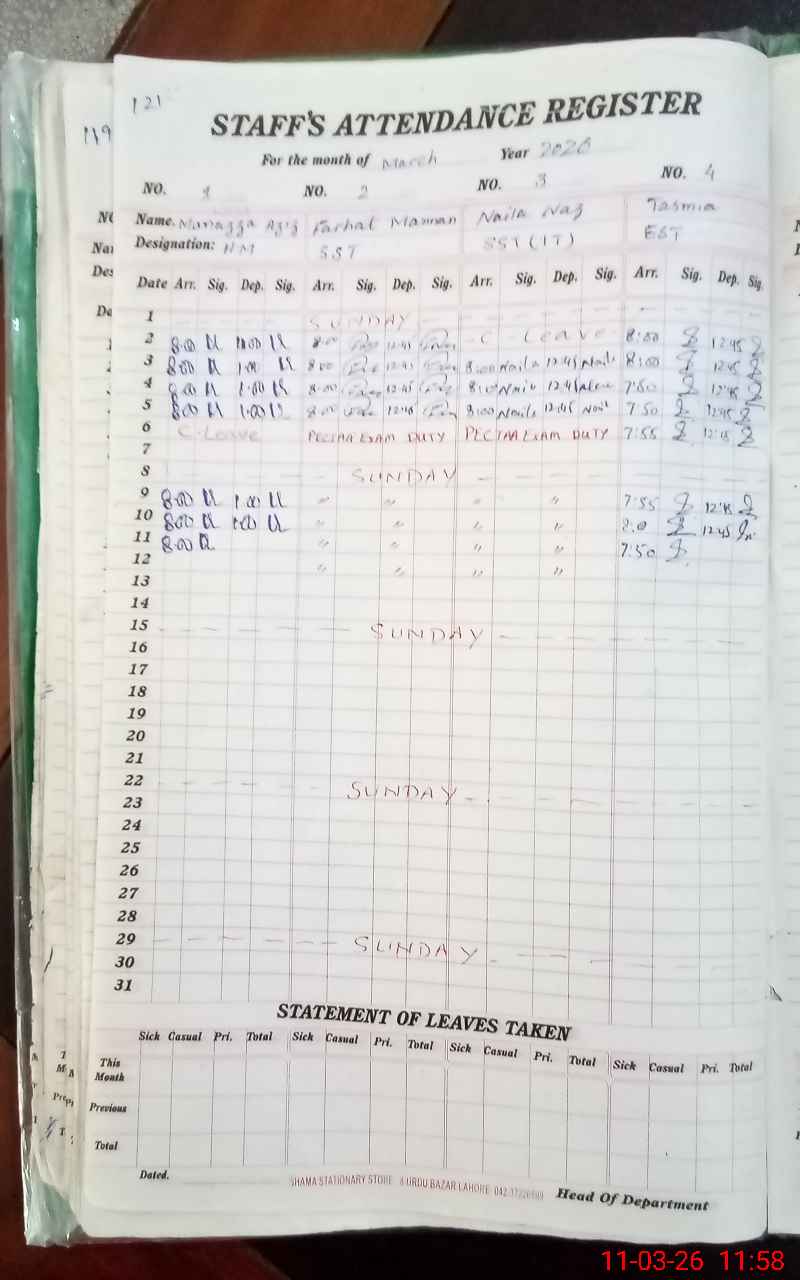 121
119
STAFF'S ATTENDANCE REGISTER
For the month of March Year 2026
NO. 1 NO. 2 NO. 3 NO. 4
Name. Aziz Farhat Mannan Naila Naz Tasmia
Designation: HM SST SST (IT) EST
Date Arr. Sig. Dep. Sig. Arr. Sig. Dep. Sig. Arr. Sig. Dep. Sig. Arr. Sig. Dep. Sig.
1 SUNDAY
2 8:00 8:00 12:45 C - Leave 8:00 12:45
3 8:00 1:00 8:00 12:45 8:00 Naila 12:45 Naila 8:00 12:45
4 8:00 1:00 8:00 12:45 8:00 12:45 7:50 12:45
5 8:00 1:00 8:00 12:45 8:00 Naila 12:45 7:50 12:45
6 C-Leave PECTAA EXAM DUTY PECTAA EXAM DUTY 7:55 12:15
7
8 SUNDAY
9 8:00 1:00 " " " " 7:55 12:45
10 8:00 1:00 " " " " 8:0 12:45
11 8:00 " " " " 7:50
12 " " " "
13
14
15 SUNDAY
16
17
18
19
20
21
22 SUNDAY
23
24
25
26
27
28
29 SUNDAY
30
31
STATEMENT OF LEAVES TAKEN
Sick Casual Pri. Total Sick Casual Pri. Total Sick Casual Pri. Total Sick Casual Pri. Total
This Month
Previous
Total
Dated.
SHAMA STATIONARY STORE 8 URDU BAZAR LAHORE
Head Of Department
11-03-26 11:58